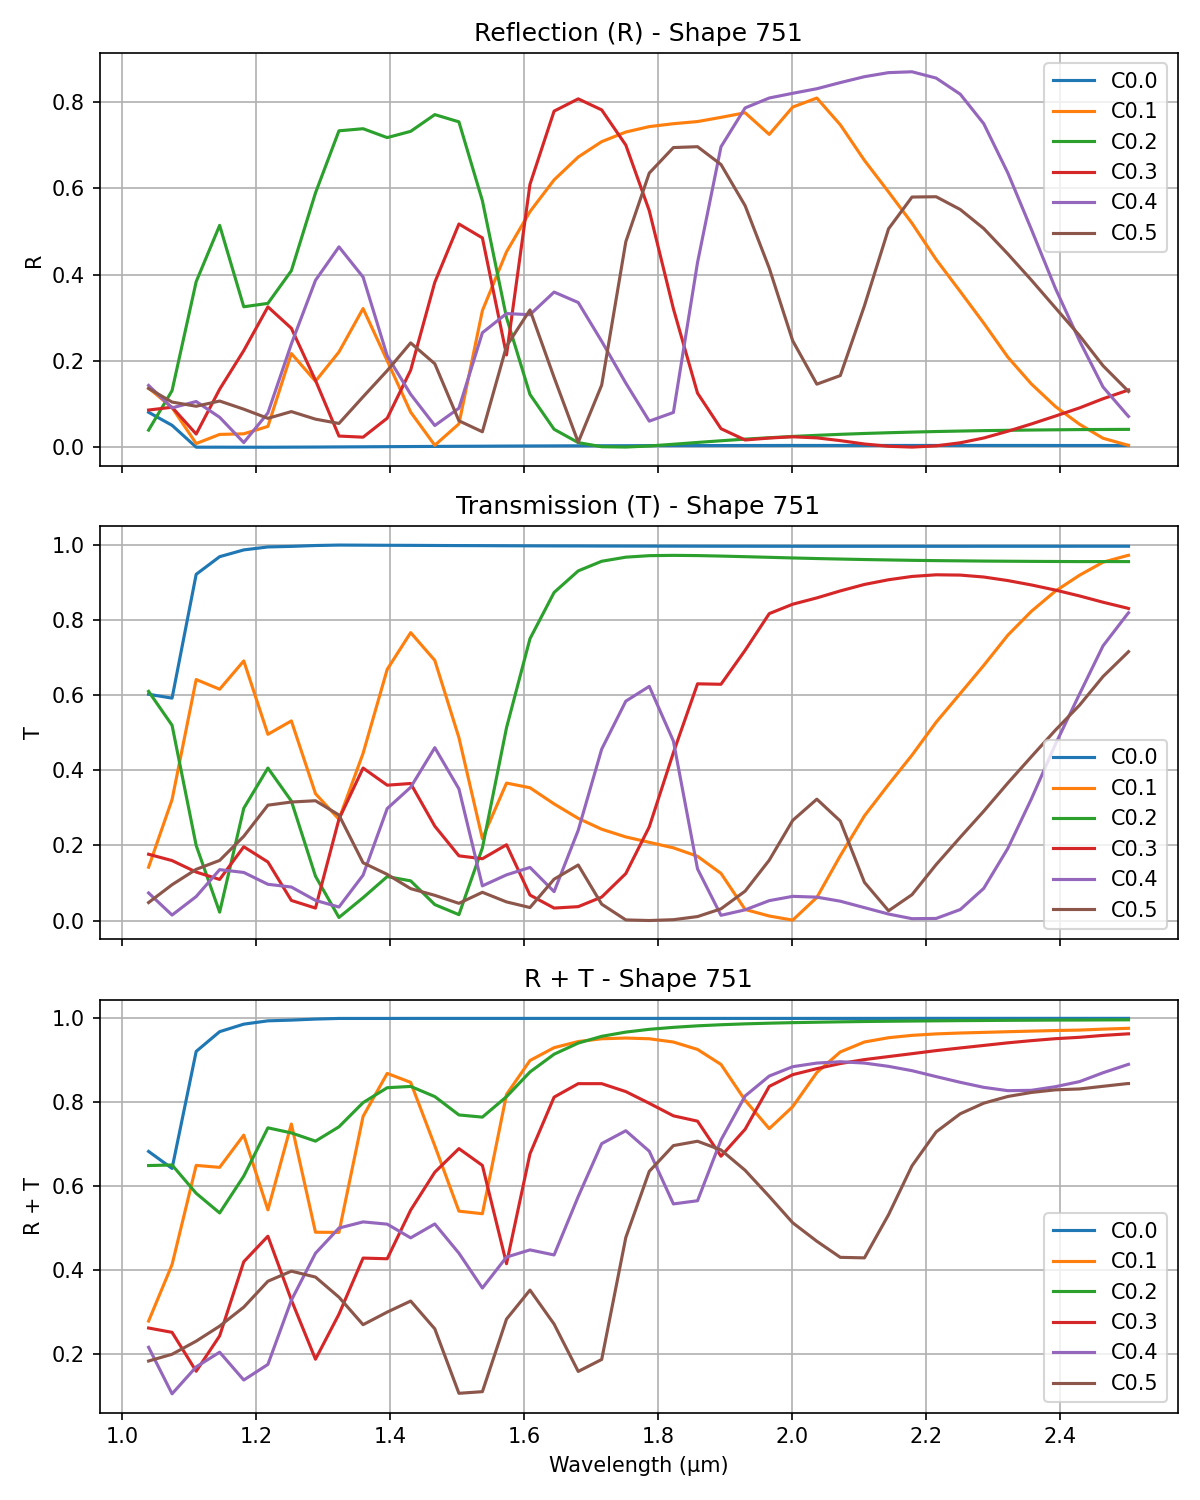 Reflection (R) - Shape 751
0.8
0.6
0.4
0.2
0.0
R
C0.0
C0.1
C0.2
C0.3
C0.4
C0.5
Transmission (T) - Shape 751
1.0
0.8
0.6
0.4
0.2
0.0
T
C0.0
C0.1
C0.2
C0.3
C0.4
C0.5
R + T - Shape 751
1.0
0.8
0.6
0.4
0.2
R + T
C0.0
C0.1
C0.2
C0.3
C0.4
C0.5
1.0 1.2 1.4 1.6 1.8 2.0 2.2 2.4
Wavelength (μm)